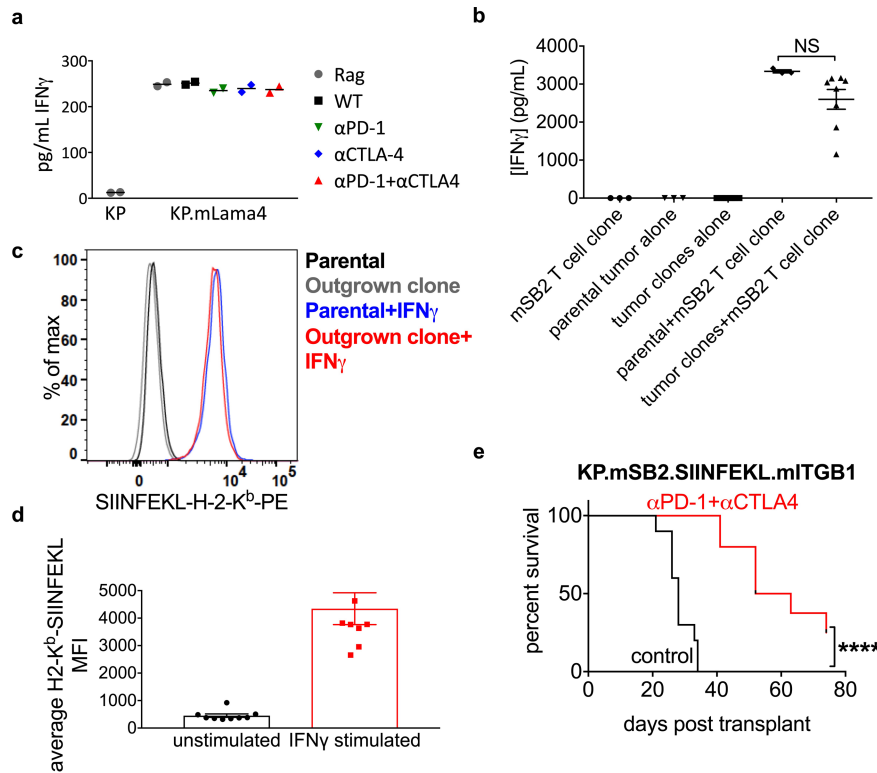 a
pg/mL IFNγ
300
200
100
0
KP
KP.mLama4
Rag
WT
αPD-1
αCTLA-4
αPD-1+αCTLA4
b
[IFNγ] (pg/mL)
4000
3000
2000
1000
0
NS
mSB2 T cell clone
parental tumor alone
tumor clones alone
parental+mSB2 T cell clone
tumor clones+mSB2 T cell clone
c
% of max
100
80
60
40
20
0
0
10⁴
10⁵
SIINFEKL-H-2-Kᵇ-PE
Parental
Outgrown clone
Parental+IFNγ
Outgrown clone+
IFNγ
d
average H2-Kᵇ-SIINFEKL
MFI
5000
4000
3000
2000
1000
0
unstimulated
IFNγ stimulated
e
KP.mSB2.SIINFEKL.mITGB1
αPD-1+αCTLA4
percent survival
100
50
0
control
****
0 20 40 60 80
days post transplant